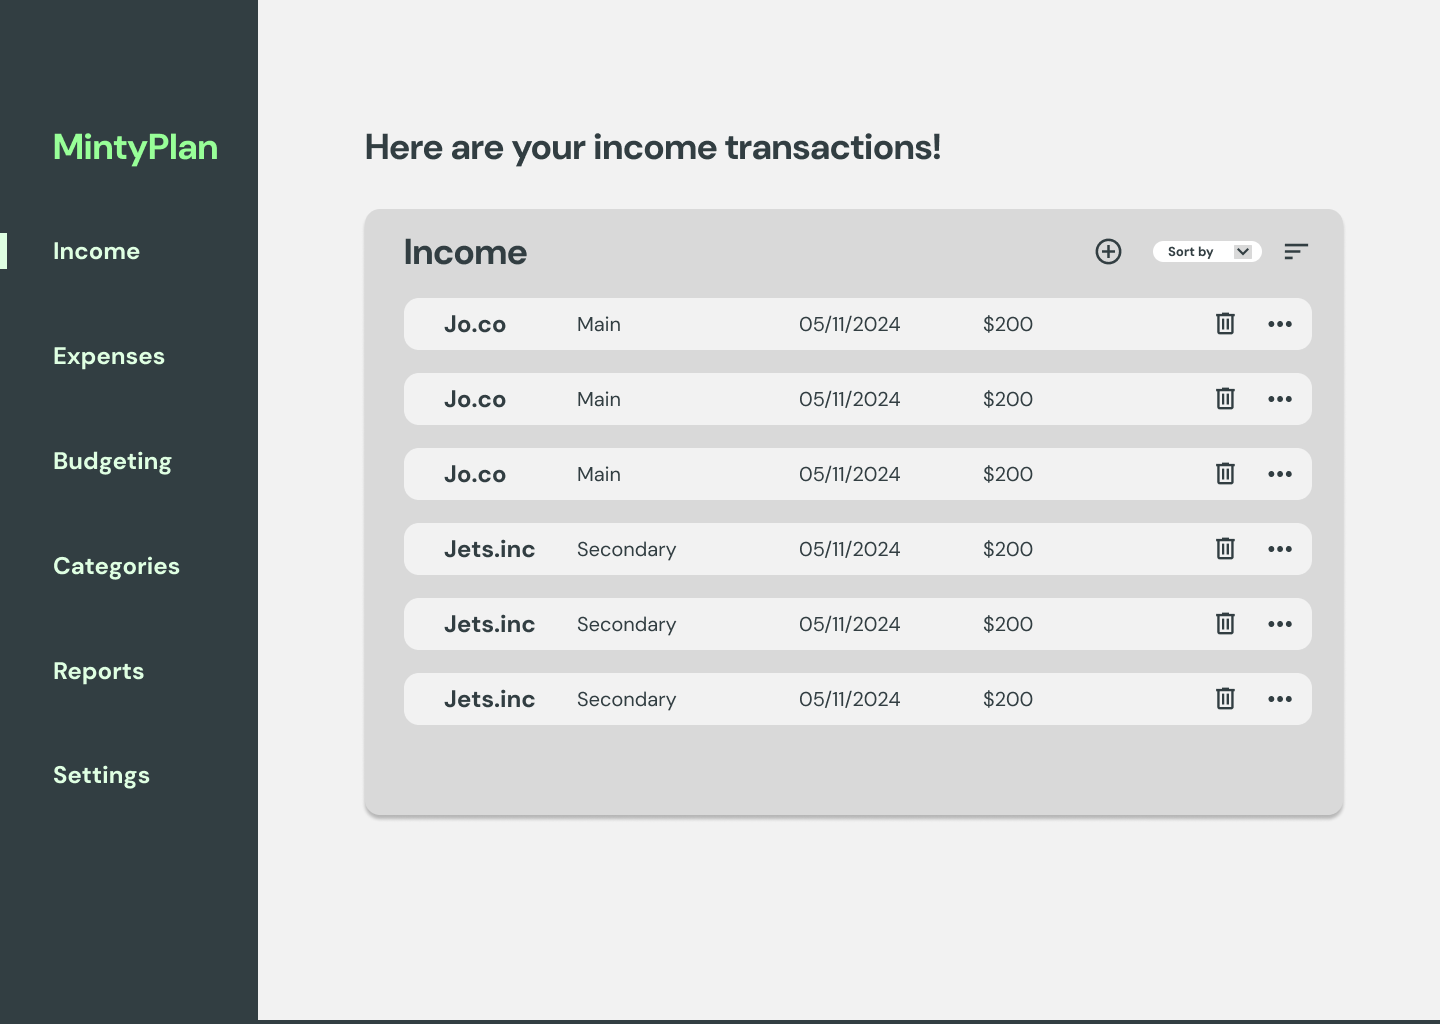 MintyPlan
Income
Expenses
Budgeting
Categories
Reports
Settings
Here are your income transactions!
Income
Sort by
Jo.co Main 05/11/2024 $200
Jo.co Main 05/11/2024 $200
Jo.co Main 05/11/2024 $200
Jets.inc Secondary 05/11/2024 $200
Jets.inc Secondary 05/11/2024 $200
Jets.inc Secondary 05/11/2024 $200